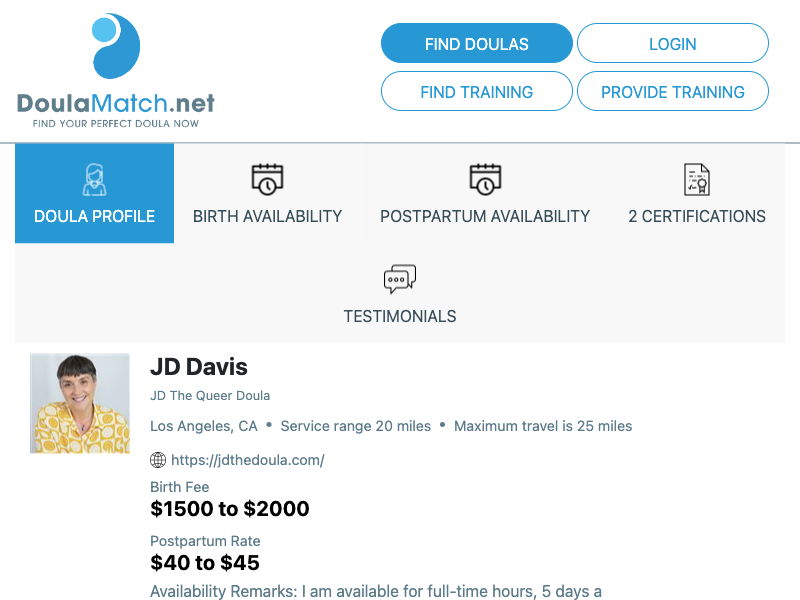 DoulaMatch.net
FIND YOUR PERFECT DOULA NOW
FIND DOULAS
LOGIN
FIND TRAINING
PROVIDE TRAINING
DOULA PROFILE
BIRTH AVAILABILITY
POSTPARTUM AVAILABILITY
2 CERTIFICATIONS
TESTIMONIALS
JD Davis
JD The Queer Doula
Los Angeles, CA • Service range 20 miles • Maximum travel is 25 miles
https://jdthedoula.com/
Birth Fee
$1500 to $2000
Postpartum Rate
$40 to $45
Availability Remarks: I am available for full-time hours, 5 days a